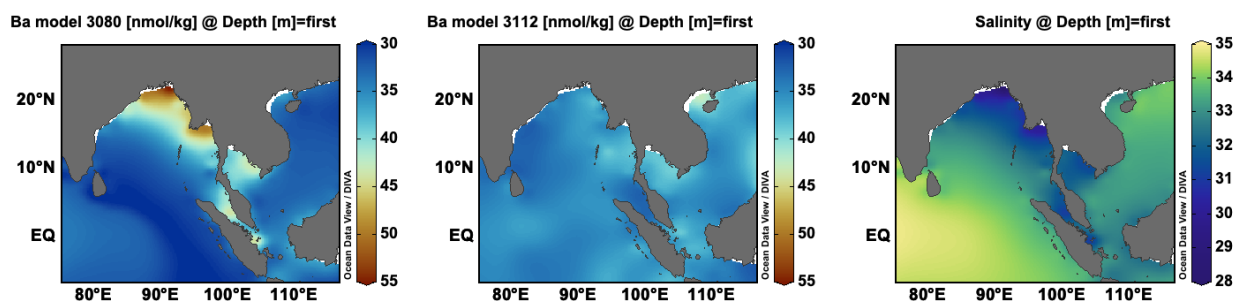 Ba model 3080 [nmol/kg] @ Depth [m]=first
20°N
10°N
EQ
80°E 90°E 100°E 110°E
30
35
40
45
50
55
Ocean Data View / DIVA
Ba model 3112 [nmol/kg] @ Depth [m]=first
80°E 90°E 100°E 110°E
30
35
40
45
50
55
Ocean Data View / DIVA
Salinity @ Depth [m]=first
20°N
10°N
EQ
80°E 90°E 100°E 110°E
35
34
33
32
31
30
29
28
Ocean Data View / DIVA